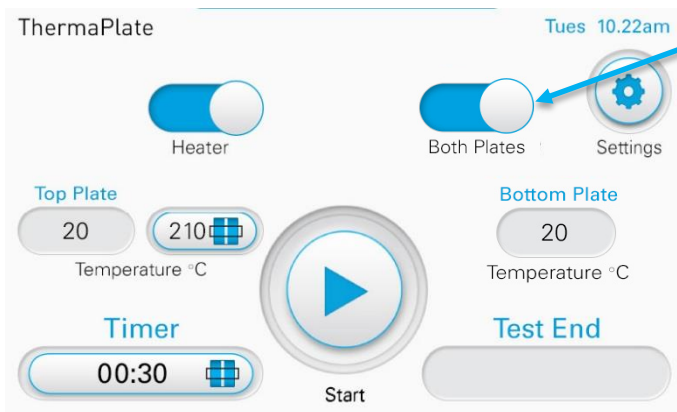 ThermaPlate
Tues 10.22am
Heater
Both Plates
Settings
Top Plate
Bottom Plate
20
210
20
Temperature °C
Temperature °C
Timer
Test End
00:30
Start